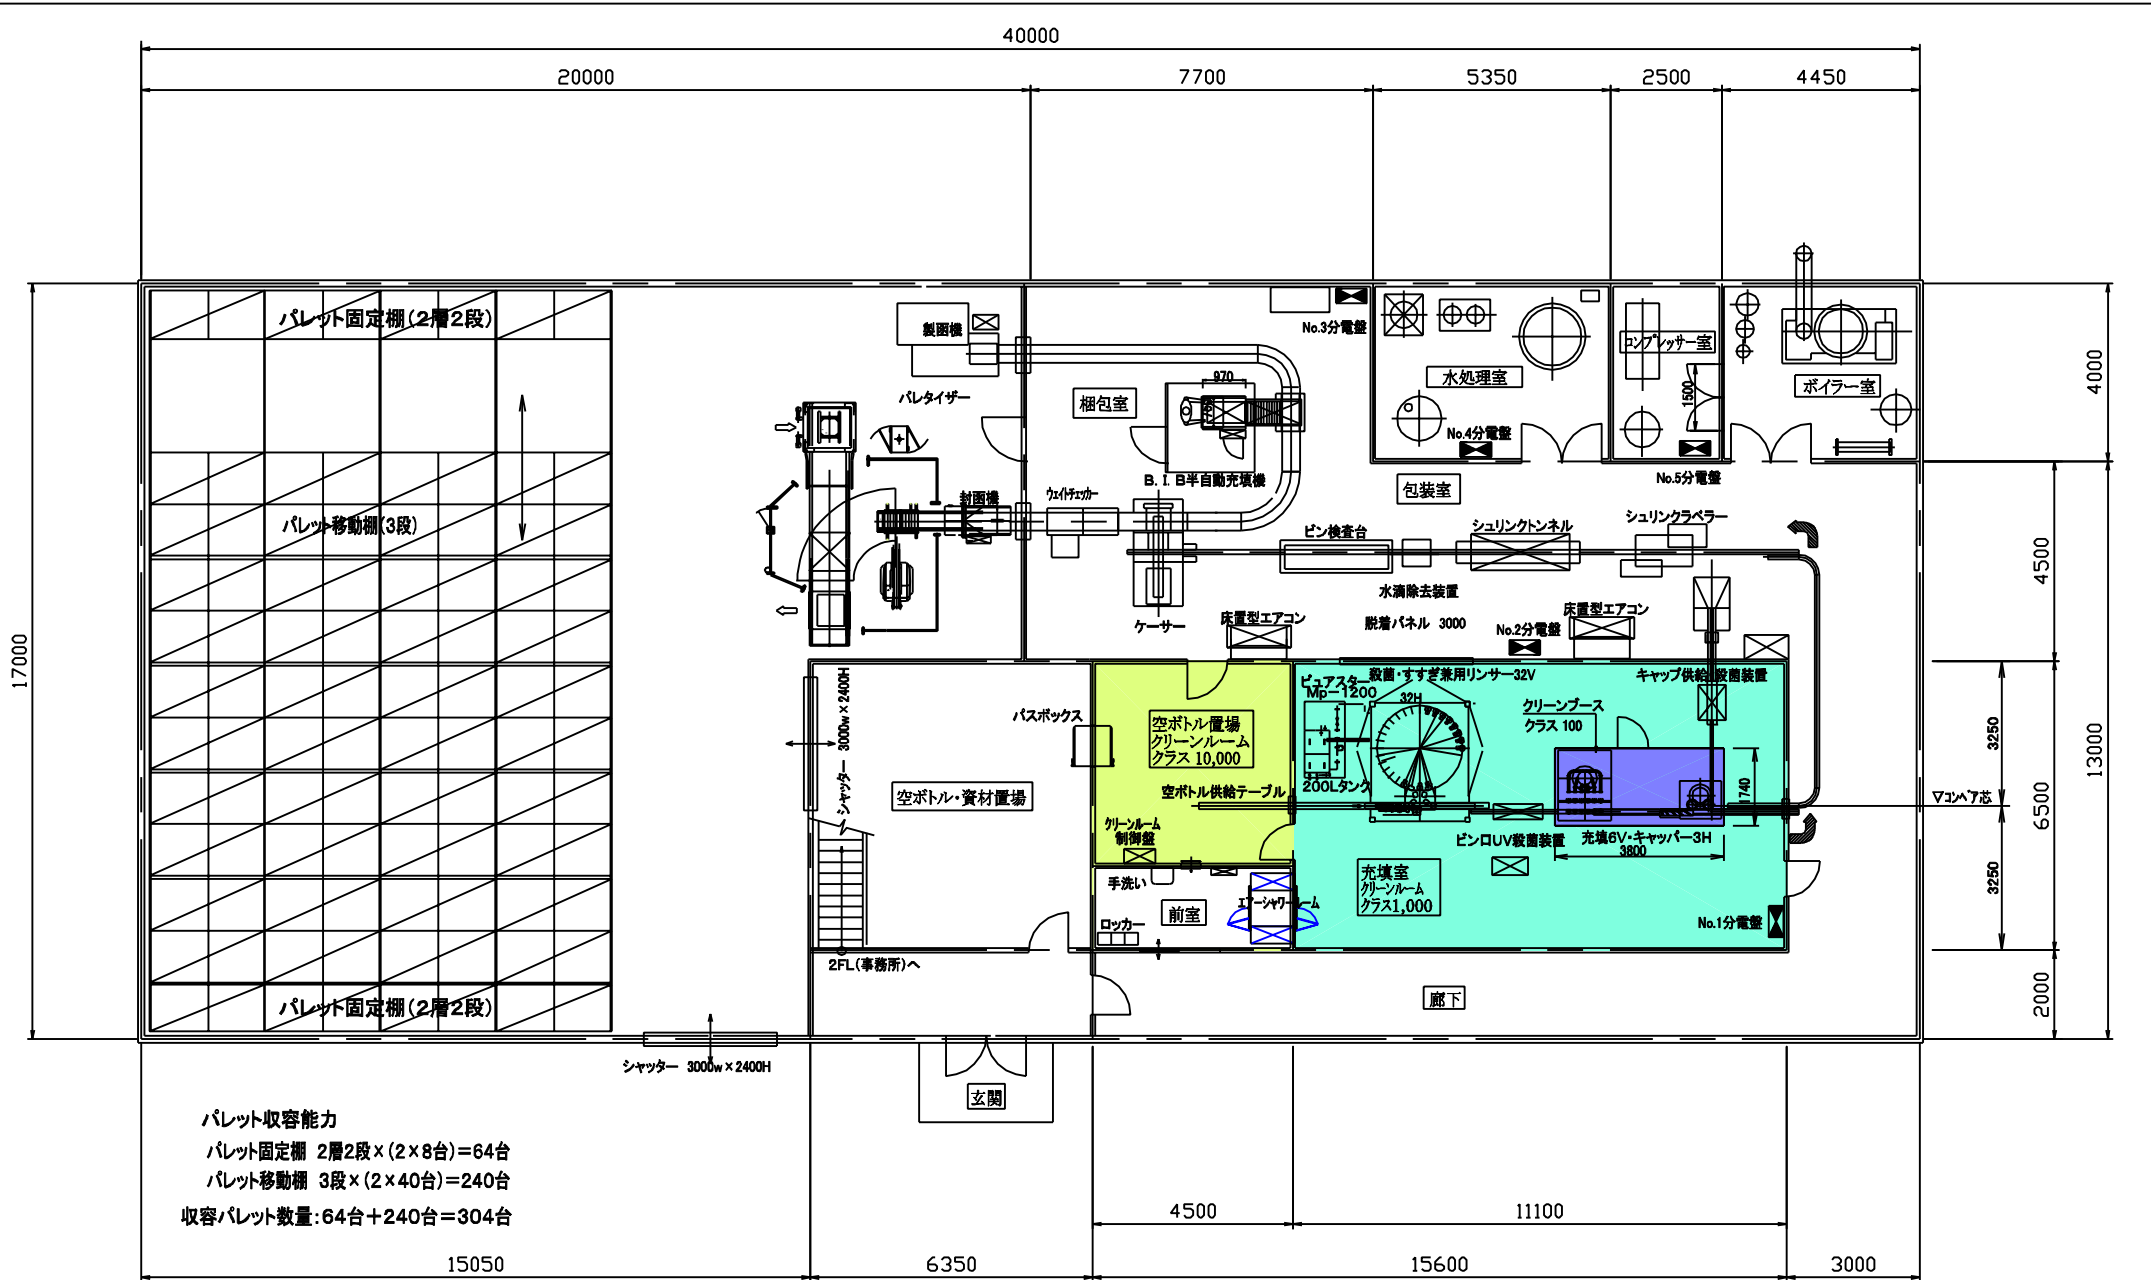 40000
20000
7700
5350
2500
4450
17000
パレット固定棚(2層2段)
製函機
No.3分電盤
コンプレッサー室
水処理室
ボイラー室
4000
1500
パレタイザー
梱包室
970
No.4分電盤
No.5分電盤
B. I. B半自動充填機
包装室
封函機
ウェイトチェッカー
パレット移動棚(3段)
ビン検査台
シュリンクトンネル
シュリンクラベラー
4500
水滴除去装置
ケーサー
床置型エアコン
脱着パネル 3000
No.2分電盤
床置型エアコン
シャッター 3000w×2400H
パスボックス
空ボトル置場
クリーンルーム
クラス 10,000
ピュアスター
Mp-1200
殺菌・すすぎ兼用リンサー32V
32H
キャップ供給殺菌装置
クリーンブース
クラス 100
3250
13000
空ボトル・資材置場
空ボトル供給テーブル
200Lタンク
1740
▽コンベア芯
6500
クリーンルーム
制御盤
ビン口UV殺菌装置
充填6V・キャッパー3H
3800
充填室
クリーンルーム
クラス1,000
3250
手洗い
前室
エアーシャワールーム
ロッカー
No.1分電盤
2FL(事務所)へ
廊下
2000
パレット固定棚(2層2段)
シャッター 3000w×2400H
玄関
パレット収容能力
パレット固定棚 2層2段×(2×8台)=64台
パレット移動棚 3段×(2×40台)=240台
収容パレット数量:64台+240台=304台
4500
11100
15050
6350
15600
3000